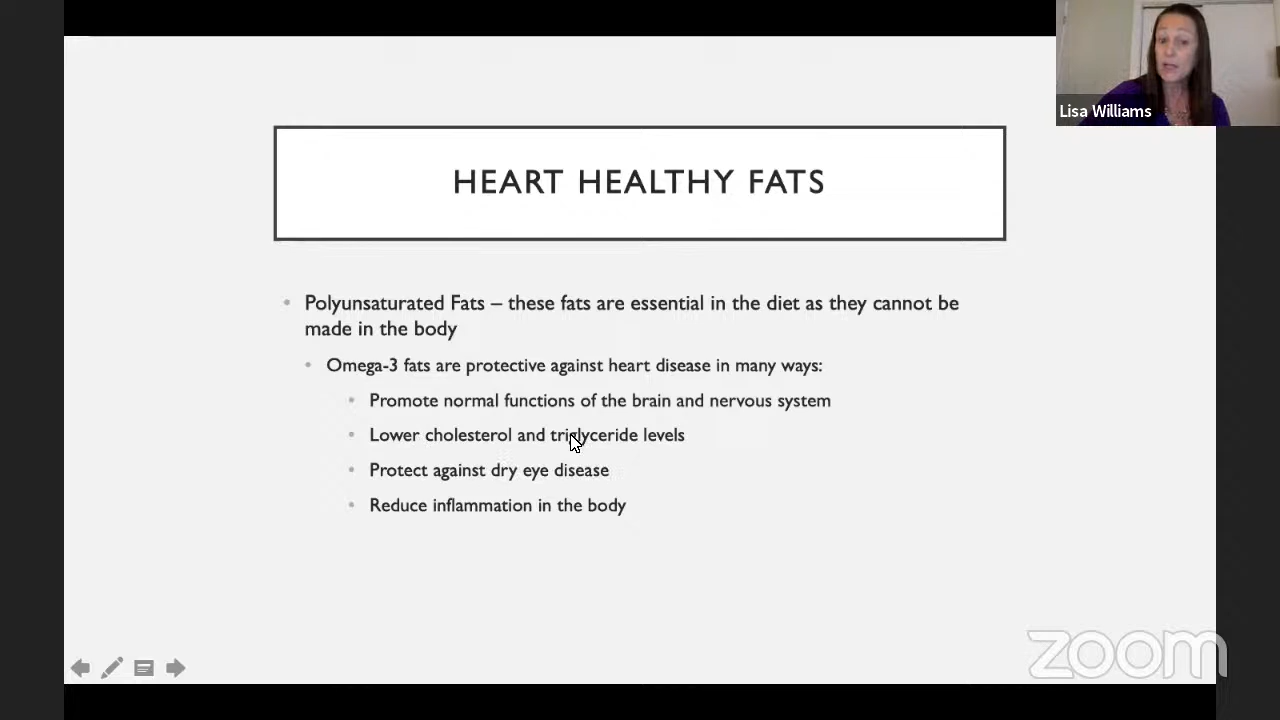 Lisa Williams
HEART HEALTHY FATS
Polyunsaturated Fats – these fats are essential in the diet as they cannot be
made in the body
Omega-3 fats are protective against heart disease in many ways:
Promote normal functions of the brain and nervous system
Lower cholesterol and triglyceride levels
Protect against dry eye disease
Reduce inflammation in the body
zoom